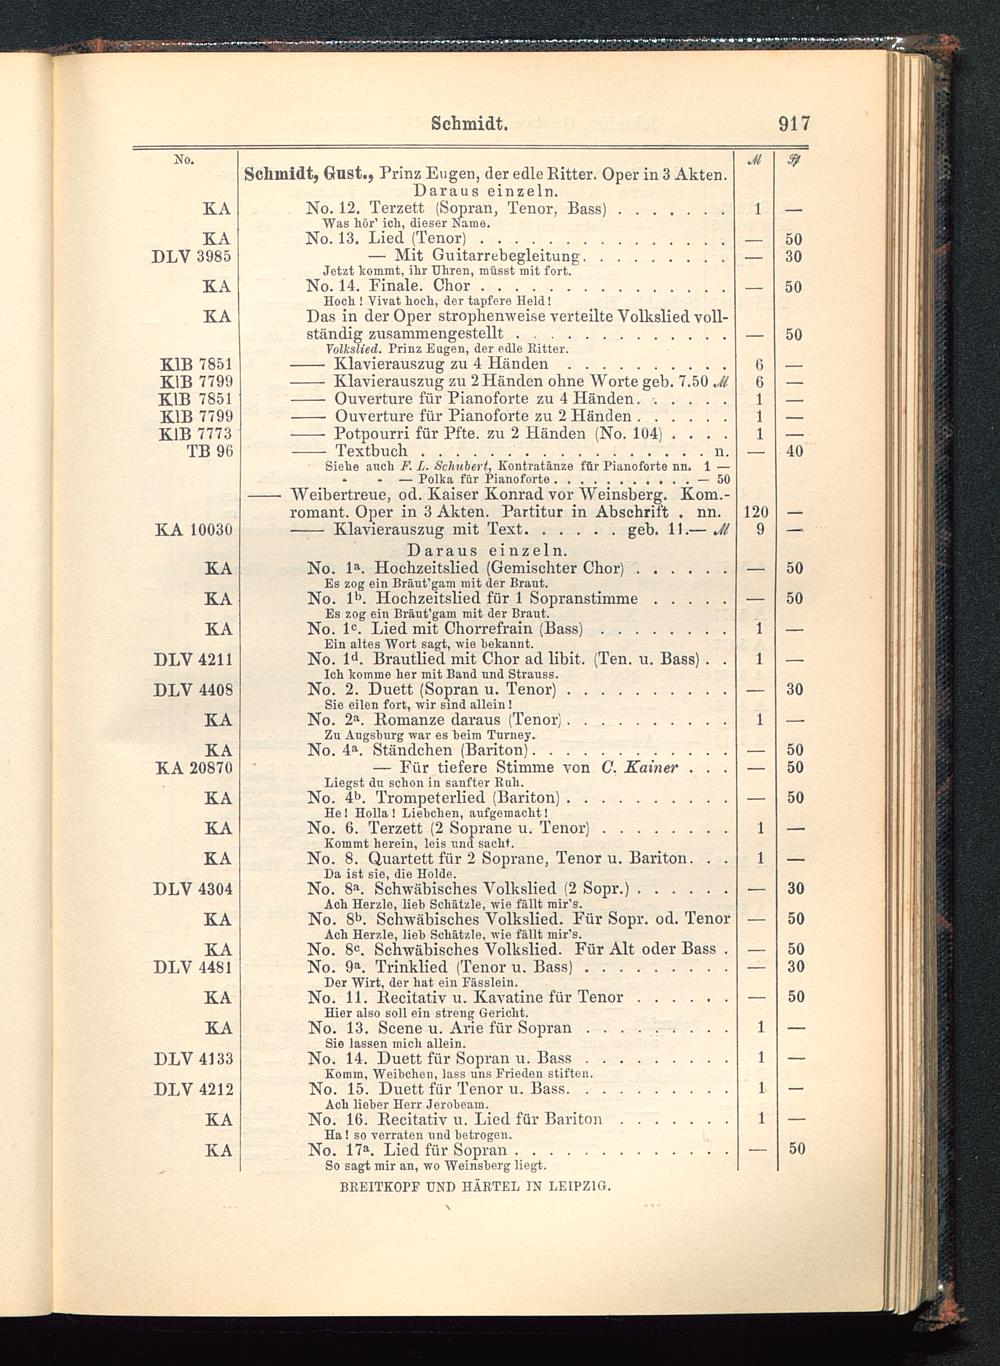 Schmidt. 917
No. ℳ ₰
Schmidt, Gust., Prinz Eugen, der edle Ritter. Oper in 3 Akten.
Daraus einzeln.
KA No. 12. Terzett (Sopran, Tenor, Bass) . . . . . . . 1 —
Was hör' ich, dieser Name.
KA No. 13. Lied (Tenor) . . . . . . . . . . . . . . . — 50
DLV 3985 — Mit Guitarrebegleitung. . . . . . . . . — 30
Jetzt kommt, ihr Uhren, müsst mit fort.
KA No. 14. Finale. Chor . . . . . . . . . . . . . . . — 50
Hoch! Vivat hoch, der tapfere Held!
KA Das in der Oper strophenweise verteilte Volkslied voll-
ständig zusammengestellt . . . . . . . . . . . . . — 50
Volkslied. Prinz Eugen, der edle Ritter.
KlB 7851 —— Klavierauszug zu 4 Händen . . . . . . . . . . 6 —
KlB 7799 —— Klavierauszug zu 2 Händen ohne Worte geb. 7.50 ℳ 6 —
KlB 7851 —— Ouverture für Pianoforte zu 4 Händen. . . . . . 1 —
KlB 7799 —— Ouverture für Pianoforte zu 2 Händen . . . . . . 1 —
KlB 7773 —— Potpourri für Pfte. zu 2 Händen (No. 104) . . . . 1 —
TB 96 —— Textbuch . . . . . . . . . . . . . . . . . n. — 40
Siehe auch F. L. Schubert, Kontratänze für Pianoforte nn. 1 —
- - — Polka für Pianoforte . . . . . . . . . . . — 50
—— Weibertreue, od. Kaiser Konrad vor Weinsberg. Kom.-
romant. Oper in 3 Akten. Partitur in Abschrift . nn. 120 —
KA 10030 —— Klavierauszug mit Text. . . . . . geb. 11.— ℳ 9 —
Daraus einzeln.
KA No. 1a. Hochzeitslied (Gemischter Chor) . . . . . . — 50
Es zog ein Bräut'gam mit der Braut.
KA No. 1b. Hochzeitslied für 1 Sopranstimme . . . . . — 50
Es zog ein Bräut'gam mit der Braut.
KA No. 1c. Lied mit Chorrefrain (Bass) . . . . . . . . 1 —
Ein altes Wort sagt, wie bekannt.
DLV 4211 No. 1d. Brautlied mit Chor ad libit. (Ten. u. Bass) . . 1 —
Ich komme her mit Band und Strauss.
DLV 4408 No. 2. Duett (Sopran u. Tenor) . . . . . . . . . . — 30
Sie eilen fort, wir sind allein!
KA No. 2a. Romanze daraus (Tenor) . . . . . . . . . . 1 —
Zu Augsburg war es beim Turney.
KA No. 4a. Ständchen (Bariton) . . . . . . . . . . . . — 50
KA 20870 — Für tiefere Stimme von C. Kainer . . . — 50
Liegst du schon in sanfter Ruh.
KA No. 4b. Trompeterlied (Bariton) . . . . . . . . . . — 50
He! Holla! Liebchen, aufgemacht!
KA No. 6. Terzett (2 Soprane u. Tenor) . . . . . . . . 1 —
Kommt herein, leis und sacht.
KA No. 8. Quartett für 2 Soprane, Tenor u. Bariton. . . 1 —
Da ist sie, die Holde.
DLV 4304 No. 8a. Schwäbisches Volkslied (2 Sopr.) . . . . . . — 30
Ach Herzle, lieb Schätzle, wie fällt mir's.
KA No. 8b. Schwäbisches Volkslied. Für Sopr. od. Tenor — 50
Ach Herzle, lieb Schätzle, wie fällt mir's.
KA No. 8c. Schwäbisches Volkslied. Für Alt oder Bass . — 50
DLV 4481 No. 9a. Trinklied (Tenor u. Bass) . . . . . . . . . — 30
Der Wirt, der hat ein Fässlein.
KA No. 11. Recitativ u. Kavatine für Tenor . . . . . . — 50
Hier also soll ein streng Gericht.
KA No. 13. Scene u. Arie für Sopran . . . . . . . . . 1 —
Sie lassen mich allein.
DLV 4133 No. 14. Duett für Sopran u. Bass . . . . . . . . . 1 —
Komm, Weibchen, lass uns Frieden stiften.
DLV 4212 No. 15. Duett für Tenor u. Bass. . . . . . . . . . 1 —
Ach lieber Herr Jerobeam.
KA No. 16. Recitativ u. Lied für Bariton . . . . . . . 1 —
Ha! so verraten und betrogen.
KA No. 17a. Lied für Sopran . . . . . . . . . . . . . — 50
So sagt mir an, wo Weinsberg liegt.
BREITKOPF UND HÄRTEL IN LEIPZIG.